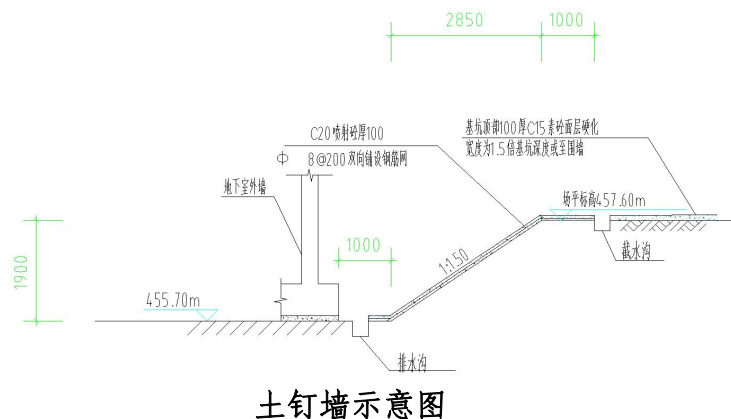 2850
1000
C20喷射砼厚100
Φ 8@200双向铺设钢筋网
基坑顶部100厚C15素砼面层硬化
宽度为1.5倍基坑深度或至围墙
地下室外墙
场平标高457.60m
1000
1:1.50
截水沟
1900
455.70m
排水沟
土钉墙示意图